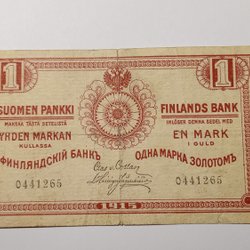 1 1
SUOMEN PANKKI FINLANDS BANK
MAKSAA TÄSTÄ SETELISTÄ INLÖSER DENNA SEDEL MED
YHDEN MARKAN EN MARK
KULLASSA I GULD
ФИНЛЯНДСКІЙ БАНКЪ ОДНА МАРКА ЗОЛОТОМЪ
0441265 0441265
1915